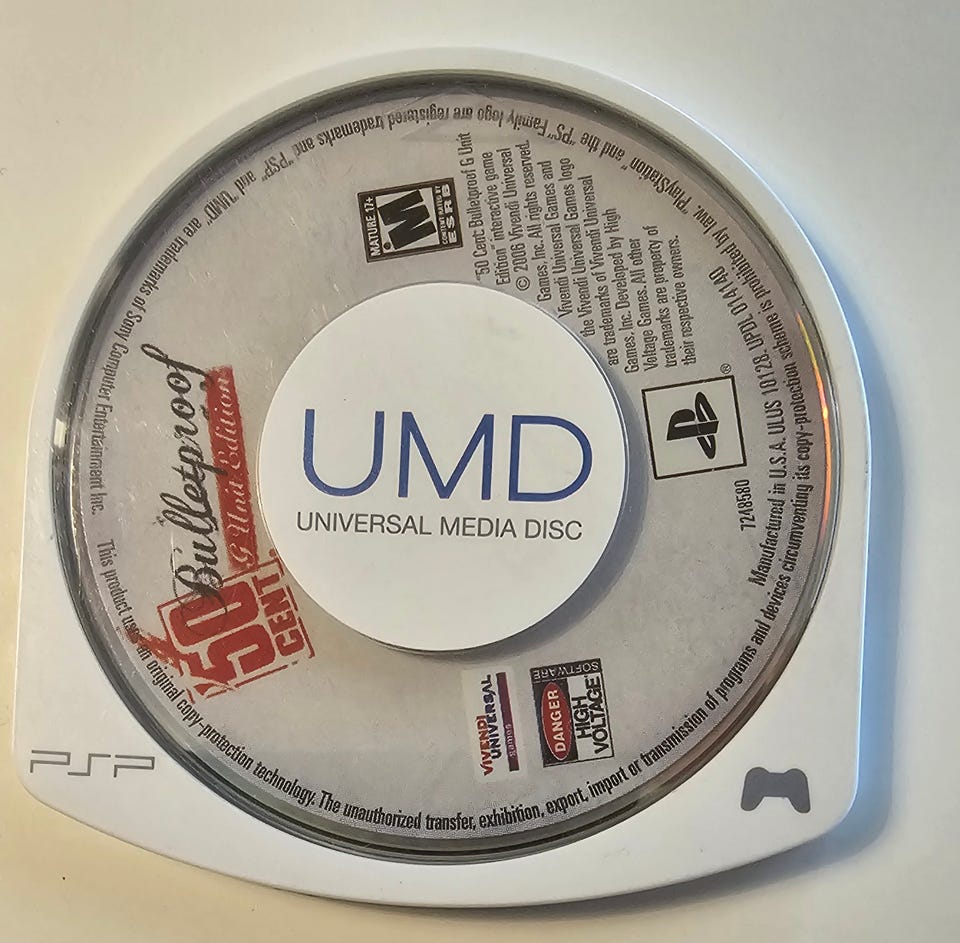 UMD
UNIVERSAL MEDIA DISC
PSP
50
CENT.
Bulletproof
G Unit Edition
MATURE 17+
M
CONTENT RATED BY
ESRB
"50 Cent: Bulletproof G Unit
Edition" interactive game
© 2006 Vivendi Universal
Games, Inc. All rights reserved.
Vivendi Universal Games and
the Vivendi Universal Games logo
are trademarks of Vivendi Universal
Games, Inc. Developed by High
Voltage Games. All other
trademarks are property of
their respective owners.
®
7248580
Manufactured in U.S.A. ULUS 10128. UPDL 014140
VIVENDI
UNIVERSAL
games
DANGER
HIGH
VOLTAGE
SOFTWARE
"PlayStation" and the "PS" Family logo are registered trademarks and "PSP" and "UMD" are trademarks of Sony Computer Entertainment Inc.
This product uses an original copy-protection technology. The unauthorized transfer, exhibition, export, import or transmission of programs and devices circumventing its copy-protection scheme is prohibited by law.